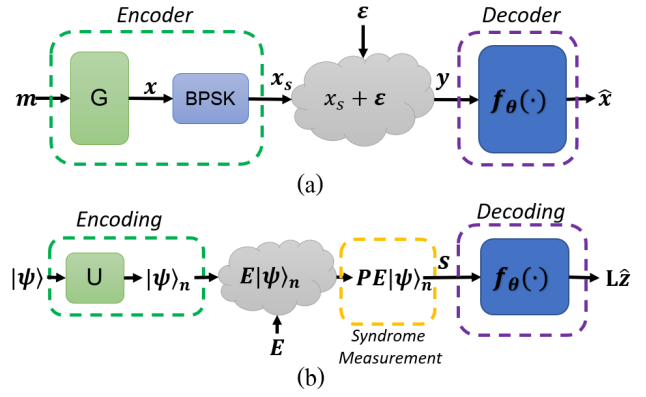 Encoder
ε
Decoder
m
G
x
BPSK
x_s
x_s + ε
y
f_θ(·)
x̂
(a)
Encoding
Decoding
|ψ⟩
U
|ψ⟩_n
E|ψ⟩_n
PE|ψ⟩_n
s
f_θ(·)
Lẑ
E
Syndrome
Measurement
(b)